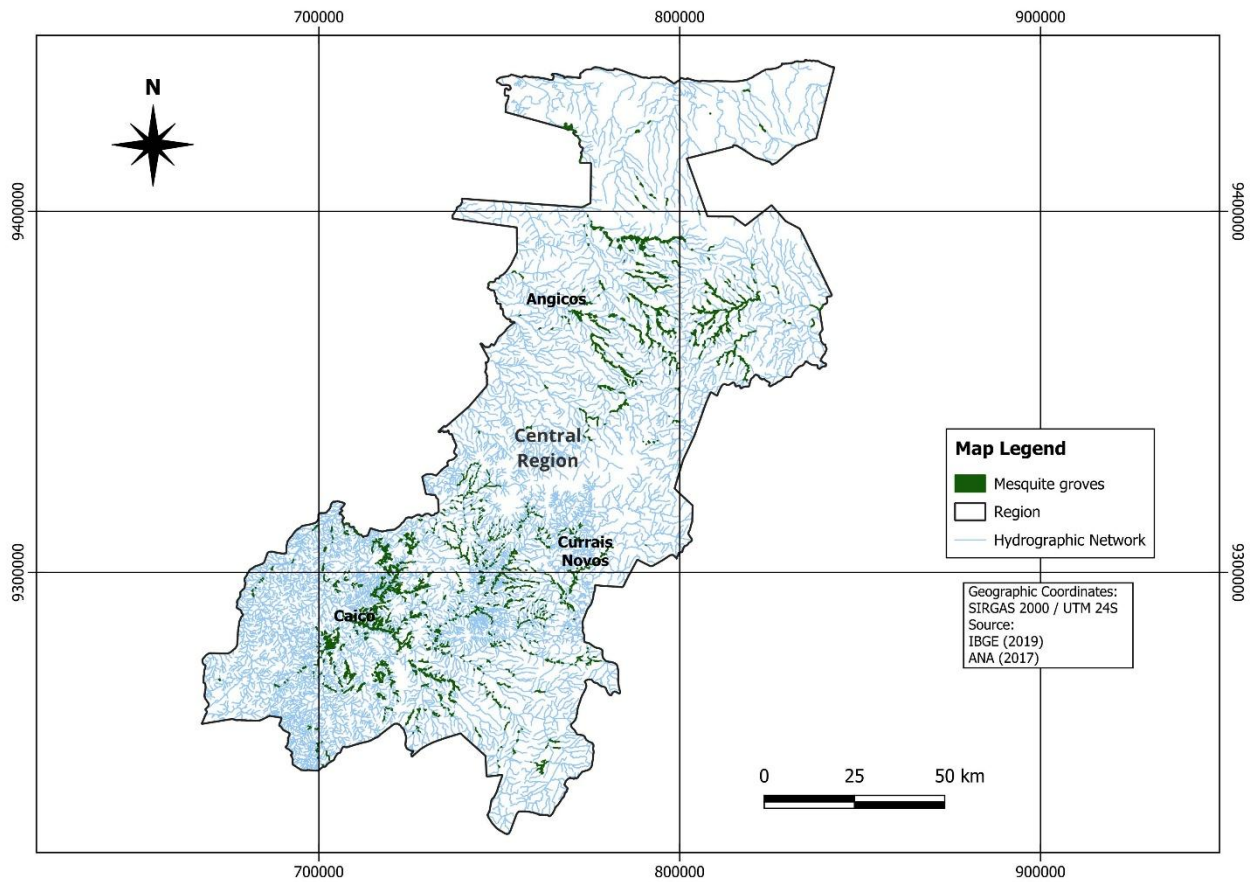 700000
800000
900000
N
9400000
9400000
Angicos
Central
Region
Map Legend
Mesquite groves
Region
Hydrographic Network
Currais
Novos
9300000
9300000
Geographic Coordinates:
SIRGAS 2000 / UTM 24S
Source:
IBGE (2019)
ANA (2017)
Caicó
0 25 50 km
700000
800000
900000